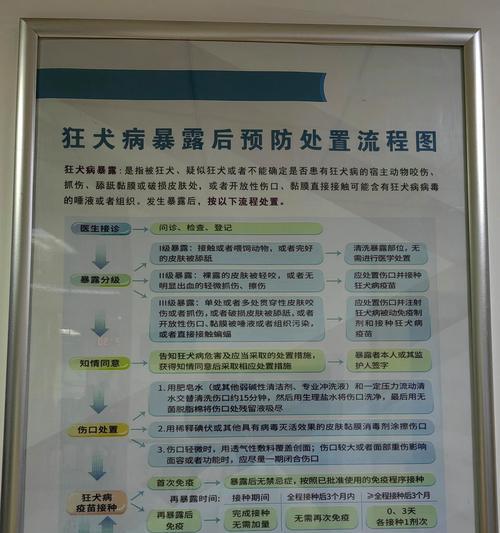 狂犬病暴露后预防处置流程图
狂犬病暴露：是指被狂犬、疑似狂犬或者不能确定是否患有狂犬病的宿主动物咬伤、
抓伤、舔舐黏膜或破损皮肤处，或者开放性伤口、黏膜直接接触可能含有狂犬病病毒
的唾液或者组织。发生暴露后，按以下流程处置。
医生接诊
问诊、检查、登记
暴露分级
I级暴露：接触或者喂饲动物，或者完好
的皮肤被舔舐
清洗暴露部位，无
需进行医学处置
II级暴露：裸露的皮肤被轻咬，或者无
明显出血的轻微抓伤、擦伤
应处置伤口并接种
狂犬病疫苗
III级暴露：单处或者多处贯穿性皮肤咬
伤或者抓伤，或者破损皮肤被舔舐，或者
开放性伤口、黏膜被唾液或者组织污染，
或者直接接触蝙蝠
应处置伤口并注射
狂犬病被动免疫制
剂和接种狂犬病
疫苗
知情同意
告知狂犬病危害及应当采取的处置措施，
获得知情同意后采取相应处置措施
暴露者本人或其监
护人签字
伤口处置
1.用肥皂水（或其他弱碱性清洁剂、专业冲洗液）和一定压力流动清
水交替清洗伤口约15分钟，然后用生理盐水将伤口洗净，最后用无
菌脱脂棉将伤口处残留液吸尽
2.用稀释碘伏或其他具有病毒灭活效果的皮肤黏膜消毒剂涂擦伤口
3.伤口轻微时，用透气性敷料覆盖创面；伤口较大或者面部重伤影响
面容或者功能时，应尽量一期闭合伤口
狂犬病
疫苗接种
首次免疫
暴露后无禁忌症，按照已批准使用的免疫程序接种
再暴露时间：
接种期间
全程接种后3个月内
≥全程接种后3个月
再暴露后
免疫
完成接种
无需加量
无需再次免疫
0、3天
各接种1剂次